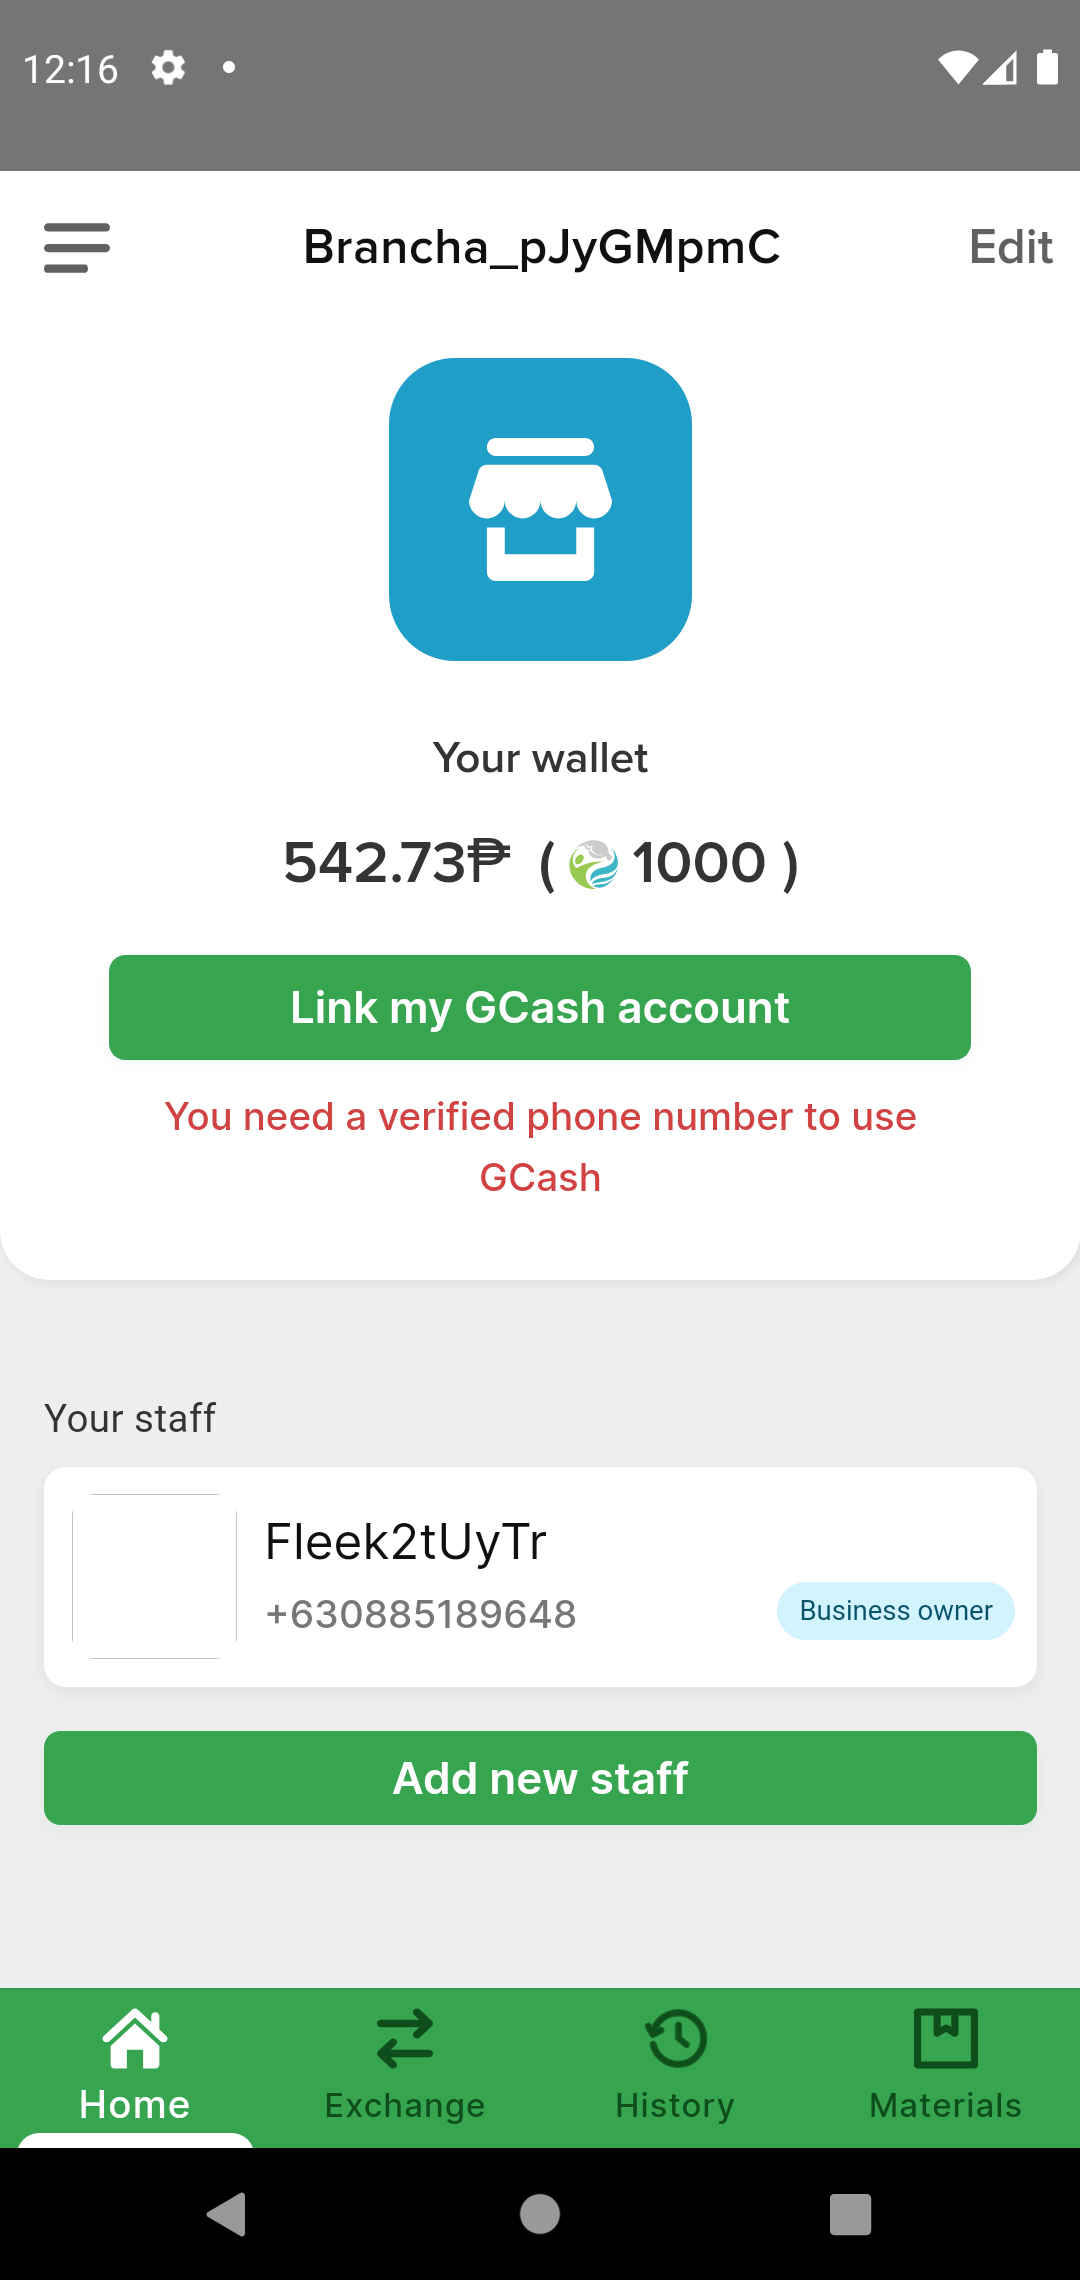 12:16
Brancha_pJyGMpmC Edit
Your wallet
542.73₱ ( 1000 )
Link my GCash account
You need a verified phone number to use
GCash
Your staff
Fleek2tUyTr
+630885189648
Business owner
Add new staff
Home Exchange History Materials